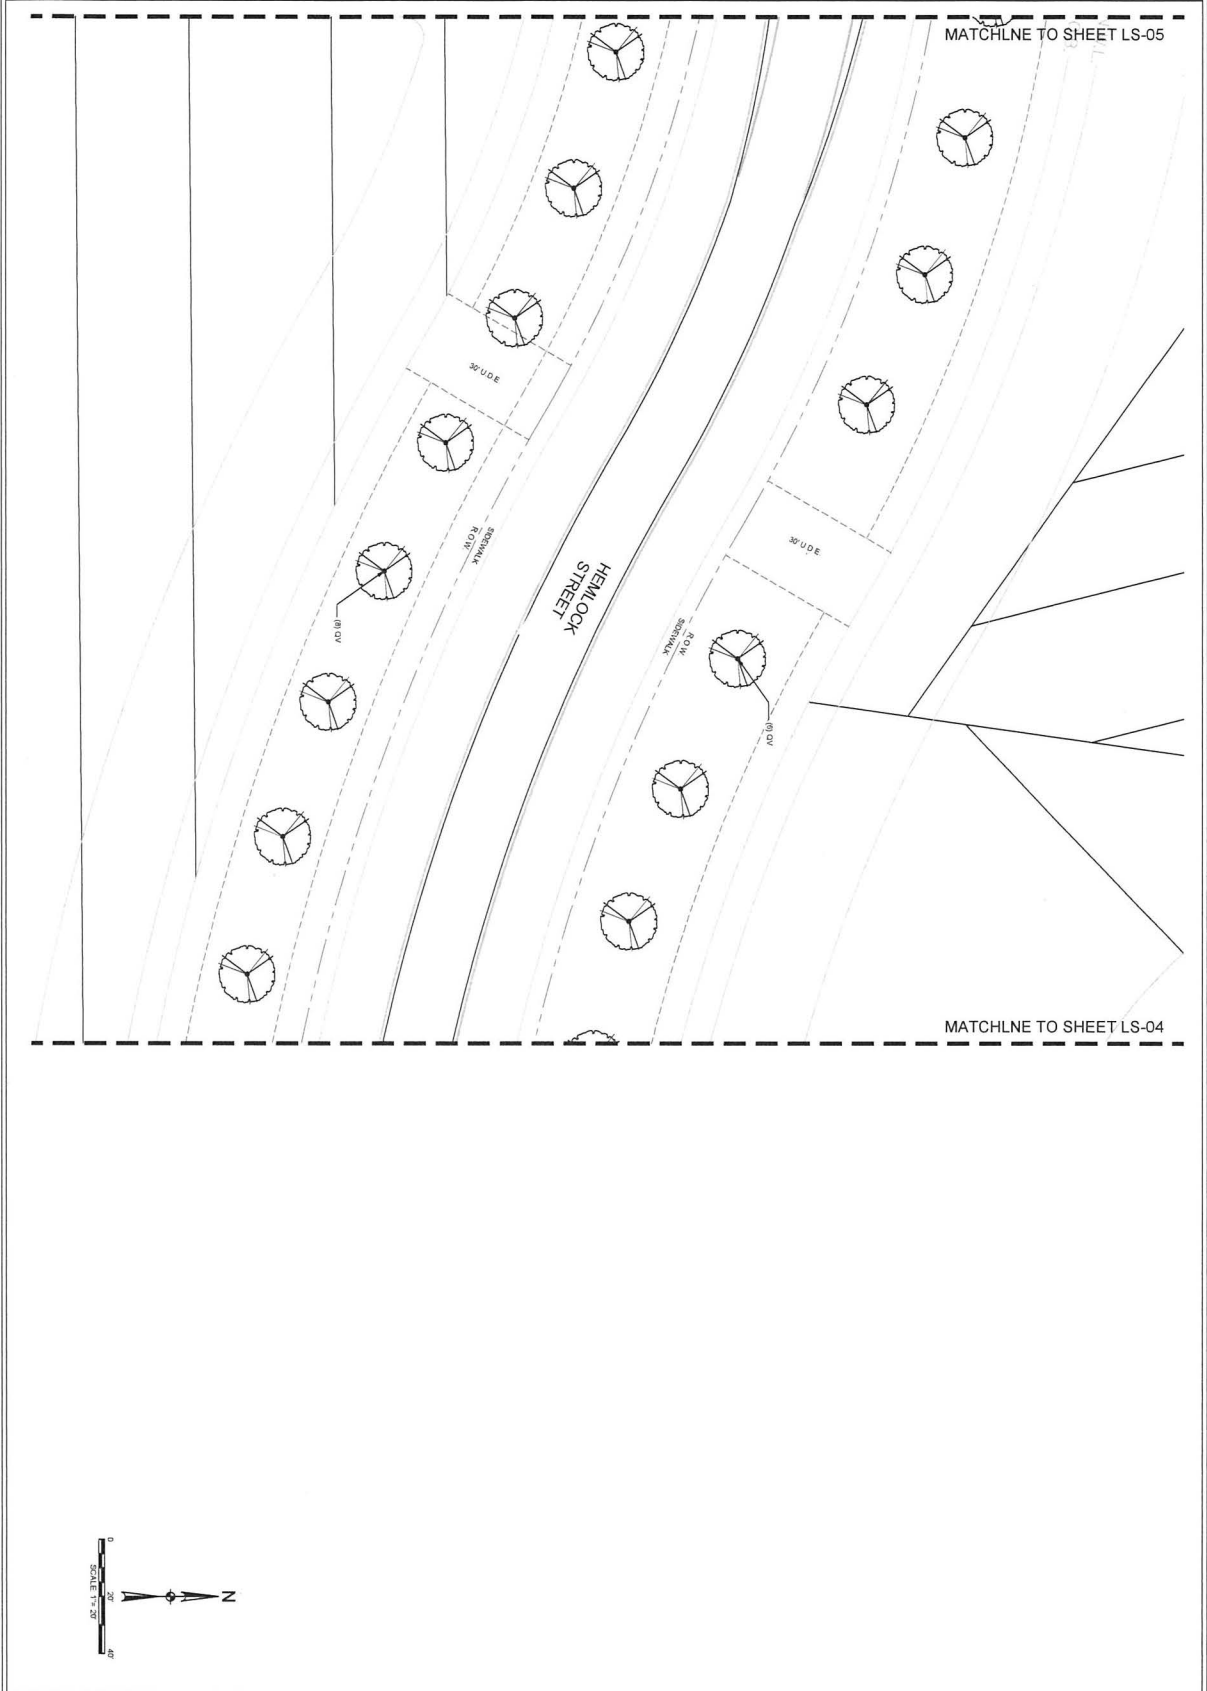 MATCHLNE TO SHEET LS-05
30' U.D.E.
SIDEWALK
R.O.W.
HEMLOCK
STREET
30' U.D.E.
R.O.W.
SIDEWALK
(8) QV
(6) QV
MATCHLNE TO SHEET LS-04
0 20' 40'
SCALE 1"= 20'
N